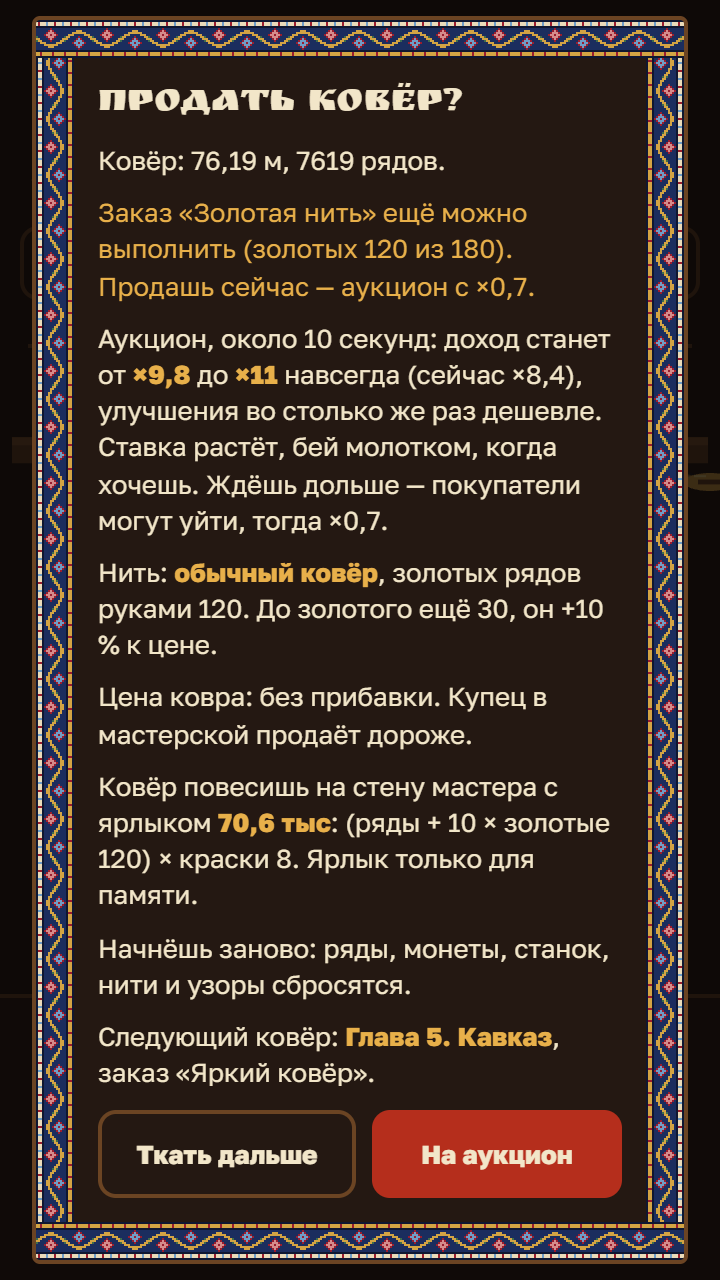 ПРОДАТЬ КОВЁР?
Ковёр: 76,19 м, 7619 рядов.
Заказ «Золотая нить» ещё можно
выполнить (золотых 120 из 180).
Продашь сейчас — аукцион с ×0,7.
Аукцион, около 10 секунд: доход станет
от ×9,8 до ×11 навсегда (сейчас ×8,4),
улучшения во столько же раз дешевле.
Ставка растёт, бей молотком, когда
хочешь. Ждёшь дольше — покупатели
могут уйти, тогда ×0,7.
Нить: обычный ковёр, золотых рядов
руками 120. До золотого ещё 30, он +10
% к цене.
Цена ковра: без прибавки. Купец в
мастерской продаёт дороже.
Ковёр повесишь на стену мастера с
ярлыком 70,6 тыс: (ряды + 10 × золотые
120) × краски 8. Ярлык только для
памяти.
Начнёшь заново: ряды, монеты, станок,
нити и узоры сбросятся.
Следующий ковёр: Глава 5. Кавказ,
заказ «Яркий ковёр».
Ткать дальше
На аукцион